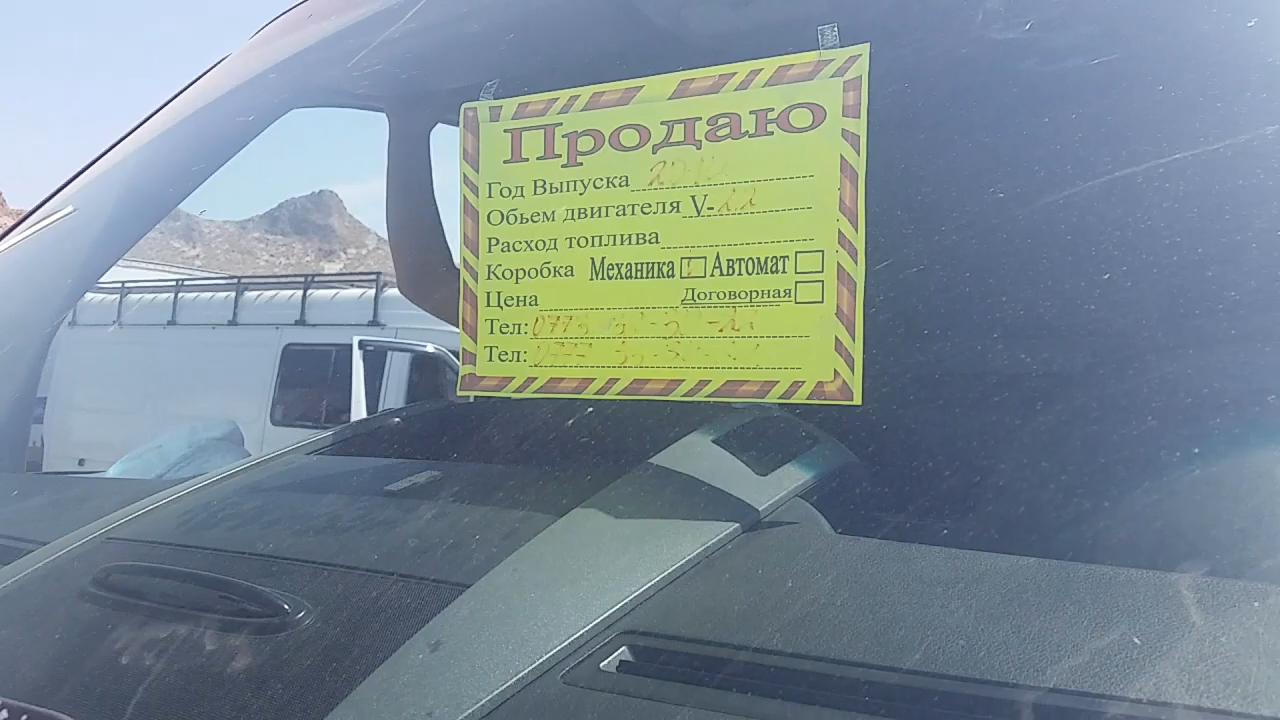 Продаю
Год Выпуска
Обьем двигателя V-
Расход топлива
Коробка Механика Автомат
Цена Договорная
Тел:
Тел: